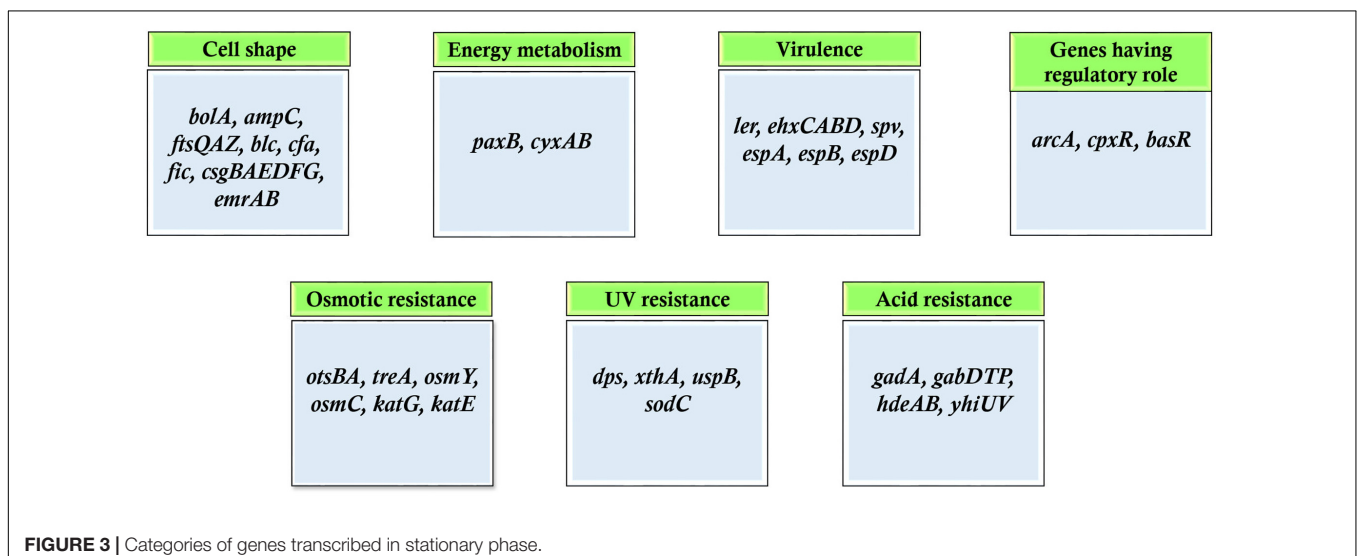 Cell shape
bolA, ampC,
ftsQAZ, blc, cfa,
fic, csgBAEDFG,
emrAB
Energy metabolism
paxB, cyxAB
Virulence
ler, ehxCABD, spv,
espA, espB, espD
Genes having
regulatory role
arcA, cpxR, basR
Osmotic resistance
otsBA, treA, osmY,
osmC, katG, katE
UV resistance
dps, xthA, uspB,
sodC
Acid resistance
gadA, gabDTP,
hdeAB, yhiUV
FIGURE 3 | Categories of genes transcribed in stationary phase.